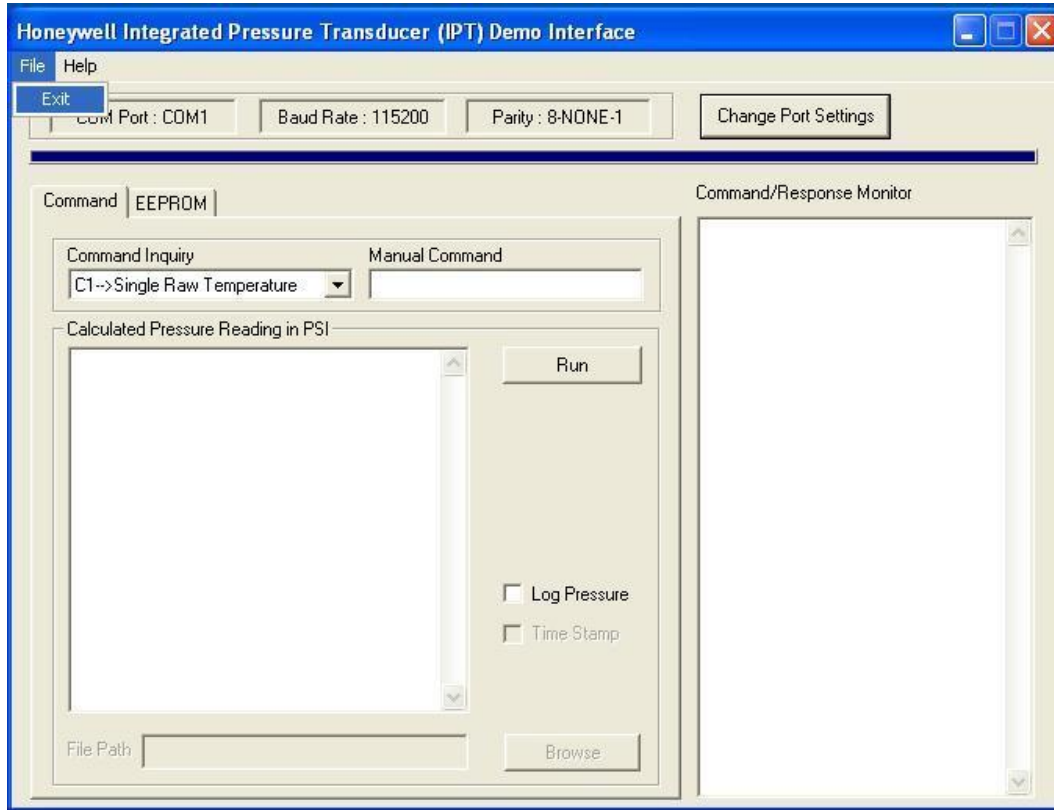 Honeywell Integrated Pressure Transducer (IPT) Demo Interface
File Help
Exit
COM Port : COM1 Baud Rate : 115200 Parity : 8-NONE-1 Change Port Settings
Command EEPROM
Command/Response Monitor
Command Inquiry Manual Command
C1-->Single Raw Temperature
Calculated Pressure Reading in PSI
Run
Log Pressure
Time Stamp
File Path Browse